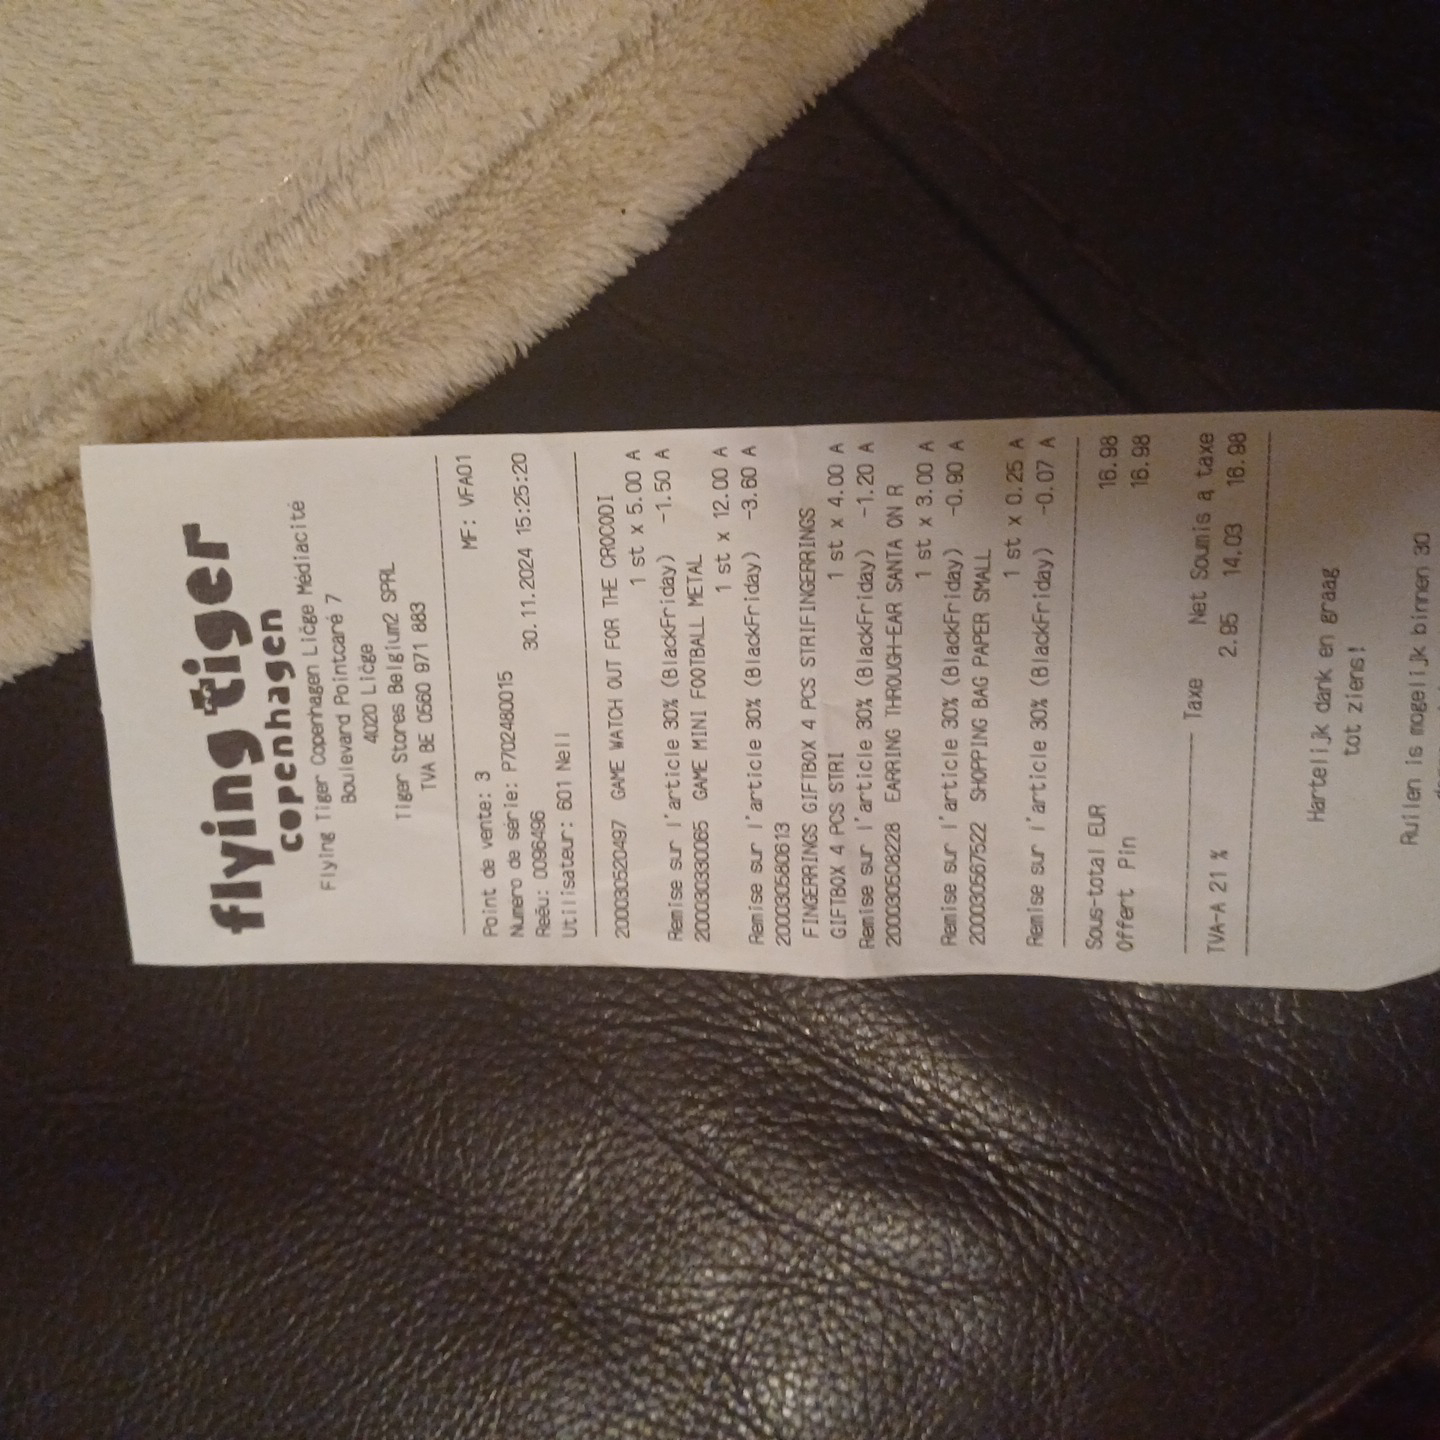 flying tiger
copenhagen
Flying Tiger Copenhagen Liċge Médiacité
Boulevard Pointcaré 7
4020 Liċge
Tiger Stores Belgium2 SPRL
TVA BE 0560 971 883
Point de vente: 3 MF: VFA01
Numero de série: P702480015
Reċu: 0096496 30.11.2024 15:25:20
Utilisateur: 601 Nell
200030520497 GAME WATCH OUT FOR THE CROCODI
1 st x 5.00 A
Remise sur l'article 30% (BlackFriday) -1.50 A
200030330065 GAME MINI FOOTBALL METAL
1 st x 12.00 A
Remise sur l'article 30% (BlackFriday) -3.60 A
200030580613
FINGERRINGS GIFTBOX 4 PCS STRIFINGERRINGS
GIFTBOX 4 PCS STRI 1 st x 4.00 A
Remise sur l'article 30% (BlackFriday) -1.20 A
200030508228 EARRING THROUGH-EAR SANTA ON R
1 st x 3.00 A
Remise sur l'article 30% (BlackFriday) -0.90 A
200030567522 SHOPPING BAG PAPER SMALL
1 st x 0.25 A
Remise sur l'article 30% (BlackFriday) -0.07 A
Sous-total EUR 16.98
Offert Pin 16.98
Taxe Net Soumis a taxe
TVA-A 21 % 2.95 14.03 16.98
Hartelijk dank en graag
tot ziens!
Ruilen is mogelijk binnen 30